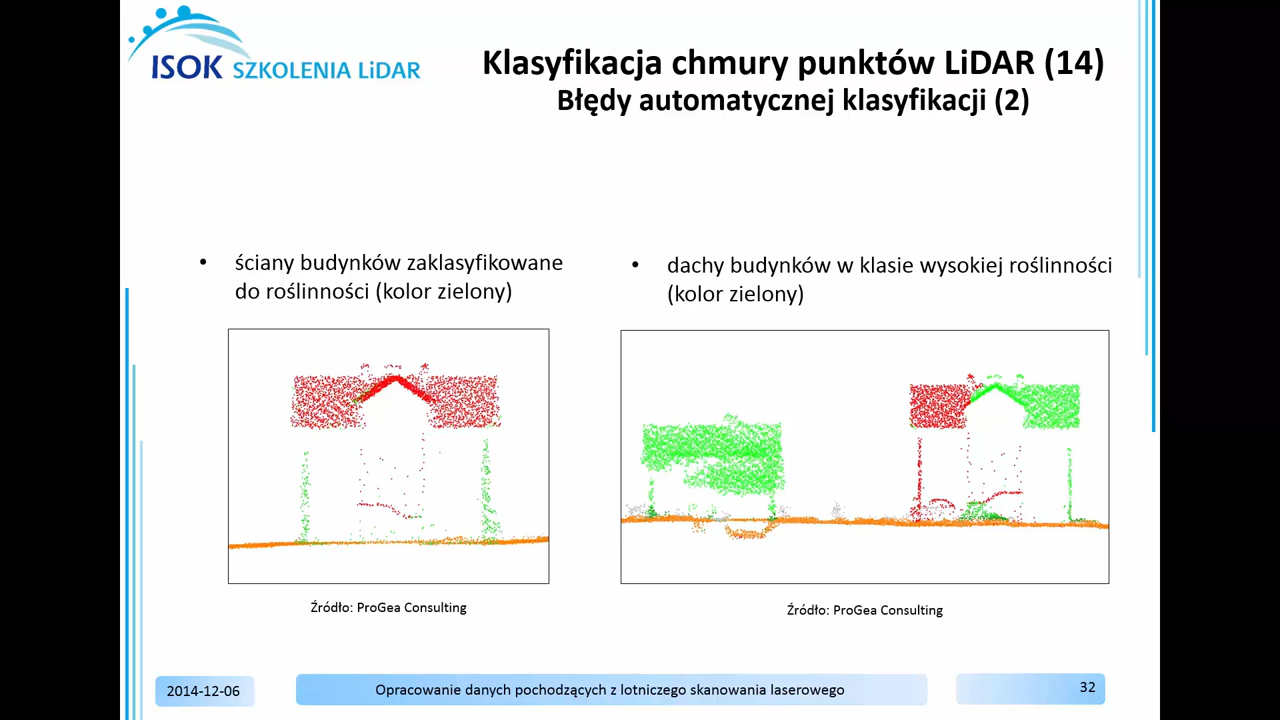 ISOK SZKOLENIA LiDAR
Klasyfikacja chmury punktów LiDAR (14)
Błędy automatycznej klasyfikacji (2)
• ściany budynków zaklasyfikowane
do roślinności (kolor zielony)
• dachy budynków w klasie wysokiej roślinności
(kolor zielony)
Źródło: ProGea Consulting
Źródło: ProGea Consulting
2014-12-06
Opracowanie danych pochodzących z lotniczego skanowania laserowego
32